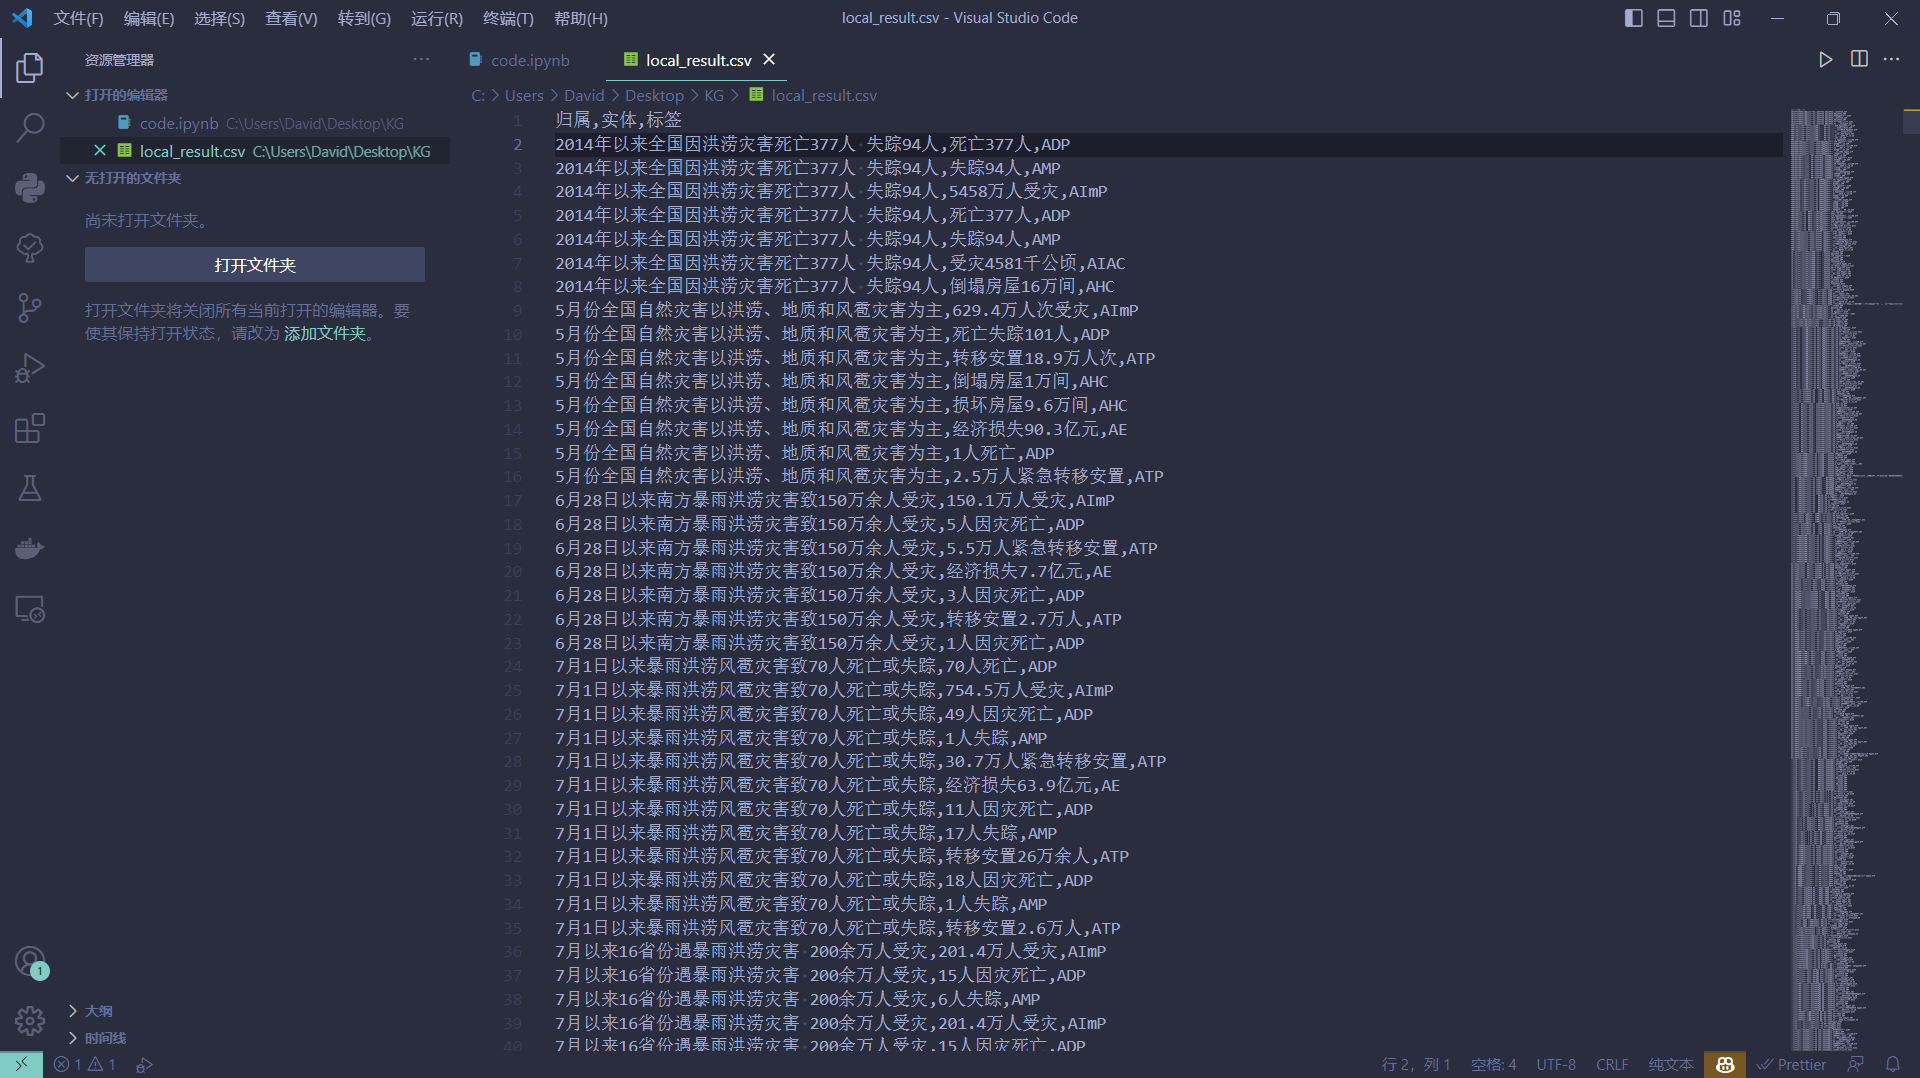 文件(F) 编辑(E) 选择(S) 查看(V) 转到(G) 运行(R) 终端(T) 帮助(H)
local_result.csv - Visual Studio Code
资源管理器
打开的编辑器
code.ipynb C:\Users\David\Desktop\KG
local_result.csv C:\Users\David\Desktop\KG
无打开的文件夹
尚未打开文件夹。
打开文件夹
打开文件夹将关闭所有当前打开的编辑器。要
使其保持打开状态，请改为 添加文件夹。
大纲
时间线
code.ipynb
local_result.csv
C: > Users > David > Desktop > KG > local_result.csv
1 归属,实体,标签
2 2014年以来全国因洪涝灾害死亡377人 失踪94人,死亡377人,ADP
3 2014年以来全国因洪涝灾害死亡377人 失踪94人,失踪94人,AMP
4 2014年以来全国因洪涝灾害死亡377人 失踪94人,5458万人受灾,AImP
5 2014年以来全国因洪涝灾害死亡377人 失踪94人,死亡377人,ADP
6 2014年以来全国因洪涝灾害死亡377人 失踪94人,失踪94人,AMP
7 2014年以来全国因洪涝灾害死亡377人 失踪94人,受灾4581千公顷,AIAC
8 2014年以来全国因洪涝灾害死亡377人 失踪94人,倒塌房屋16万间,AHC
9 5月份全国自然灾害以洪涝、地质和风雹灾害为主,629.4万人次受灾,AImP
10 5月份全国自然灾害以洪涝、地质和风雹灾害为主,死亡失踪101人,ADP
11 5月份全国自然灾害以洪涝、地质和风雹灾害为主,转移安置18.9万人次,ATP
12 5月份全国自然灾害以洪涝、地质和风雹灾害为主,倒塌房屋1万间,AHC
13 5月份全国自然灾害以洪涝、地质和风雹灾害为主,损坏房屋9.6万间,AHC
14 5月份全国自然灾害以洪涝、地质和风雹灾害为主,经济损失90.3亿元,AE
15 5月份全国自然灾害以洪涝、地质和风雹灾害为主,1人死亡,ADP
16 5月份全国自然灾害以洪涝、地质和风雹灾害为主,2.5万人紧急转移安置,ATP
17 6月28日以来南方暴雨洪涝灾害致150万余人受灾,150.1万人受灾,AImP
18 6月28日以来南方暴雨洪涝灾害致150万余人受灾,5人因灾死亡,ADP
19 6月28日以来南方暴雨洪涝灾害致150万余人受灾,5.5万人紧急转移安置,ATP
20 6月28日以来南方暴雨洪涝灾害致150万余人受灾,经济损失7.7亿元,AE
21 6月28日以来南方暴雨洪涝灾害致150万余人受灾,3人因灾死亡,ADP
22 6月28日以来南方暴雨洪涝灾害致150万余人受灾,转移安置2.7万人,ATP
23 6月28日以来南方暴雨洪涝灾害致150万余人受灾,1人因灾死亡,ADP
24 7月1日以来暴雨洪涝风雹灾害致70人死亡或失踪,70人死亡,ADP
25 7月1日以来暴雨洪涝风雹灾害致70人死亡或失踪,754.5万人受灾,AImP
26 7月1日以来暴雨洪涝风雹灾害致70人死亡或失踪,49人因灾死亡,ADP
27 7月1日以来暴雨洪涝风雹灾害致70人死亡或失踪,1人失踪,AMP
28 7月1日以来暴雨洪涝风雹灾害致70人死亡或失踪,30.7万人紧急转移安置,ATP
29 7月1日以来暴雨洪涝风雹灾害致70人死亡或失踪,经济损失63.9亿元,AE
30 7月1日以来暴雨洪涝风雹灾害致70人死亡或失踪,11人因灾死亡,ADP
31 7月1日以来暴雨洪涝风雹灾害致70人死亡或失踪,17人失踪,AMP
32 7月1日以来暴雨洪涝风雹灾害致70人死亡或失踪,转移安置26万余人,ATP
33 7月1日以来暴雨洪涝风雹灾害致70人死亡或失踪,18人因灾死亡,ADP
34 7月1日以来暴雨洪涝风雹灾害致70人死亡或失踪,1人失踪,AMP
35 7月1日以来暴雨洪涝风雹灾害致70人死亡或失踪,转移安置2.6万人,ATP
36 7月以来16省份遇暴雨洪涝灾害 200余万人受灾,201.4万人受灾,AImP
37 7月以来16省份遇暴雨洪涝灾害 200余万人受灾,15人因灾死亡,ADP
38 7月以来16省份遇暴雨洪涝灾害 200余万人受灾,6人失踪,AMP
39 7月以来16省份遇暴雨洪涝灾害 200余万人受灾,201.4万人受灾,AImP
40 7月以来16省份遇暴雨洪涝灾害 200余万人受灾,15人因灾死亡,ADP
1
1 1
行 2，列 1 空格: 4 UTF-8 CRLF 纯文本 Prettier